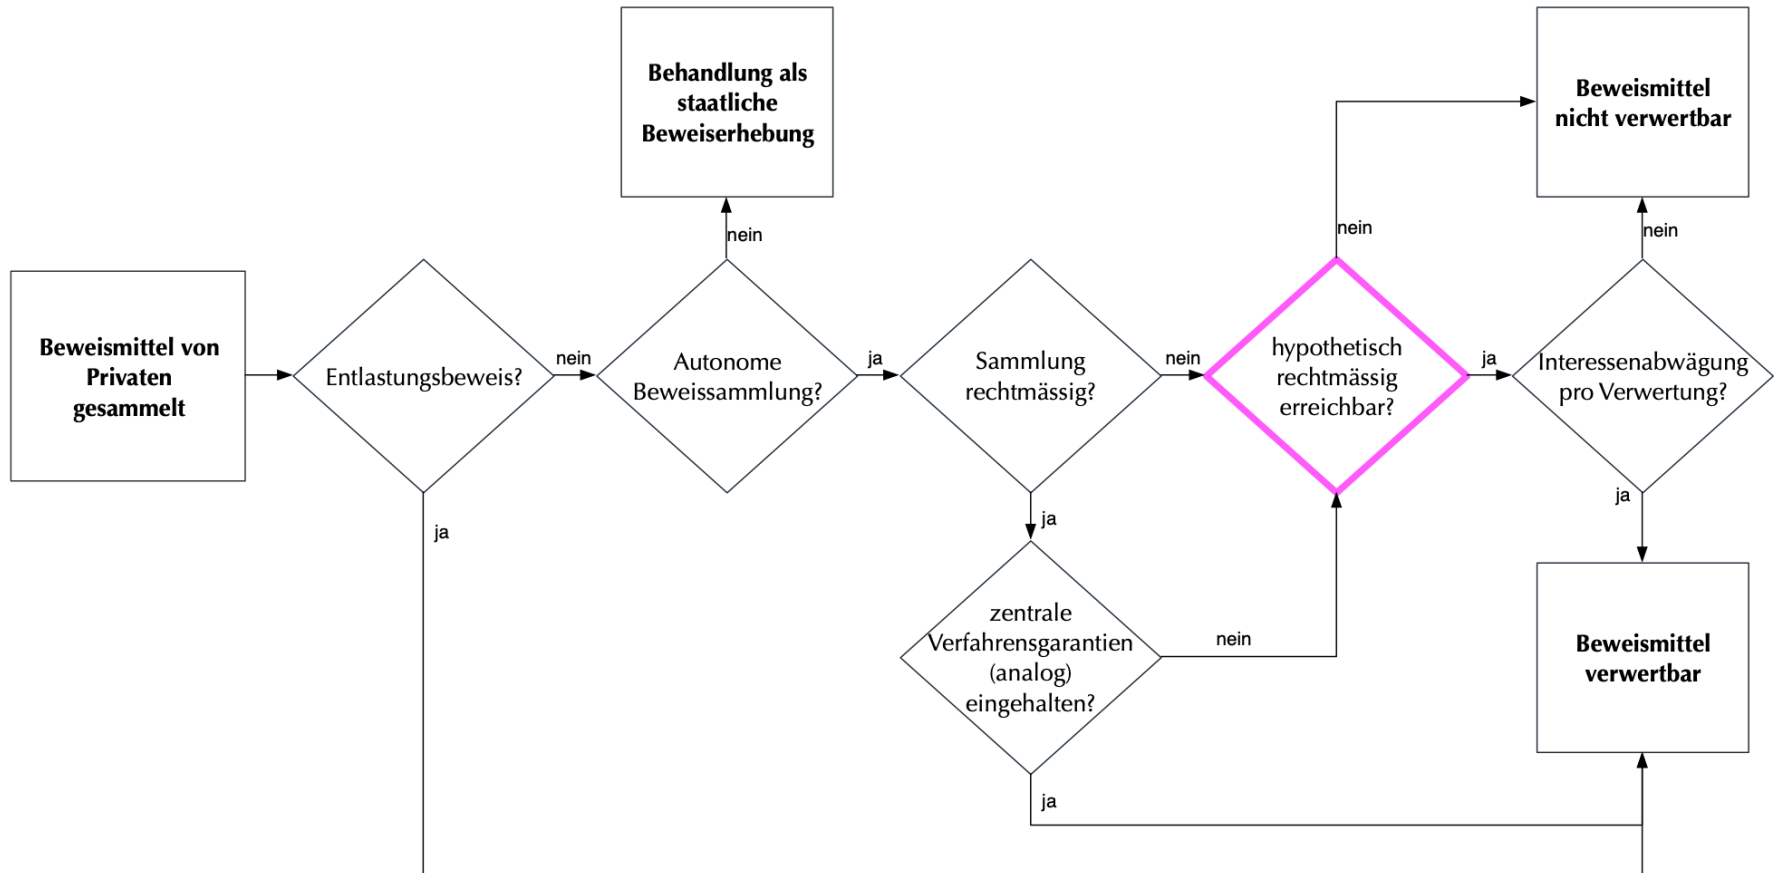 Behandlung als
staatliche
Beweiserhebung
Beweismittel
nicht verwertbar
nein
nein
nein
Beweismittel von
Privaten
gesammelt
Entlastungsbeweis?
nein
Autonome
Beweissammlung?
ja
Sammlung
rechtmässig?
nein
hypothetisch
rechtmässig
erreichbar?
ja
Interessenabwägung
pro Verwertung?
ja
ja
ja
zentrale
Verfahrensgarantien
(analog)
eingehalten?
nein
Beweismittel
verwertbar
ja